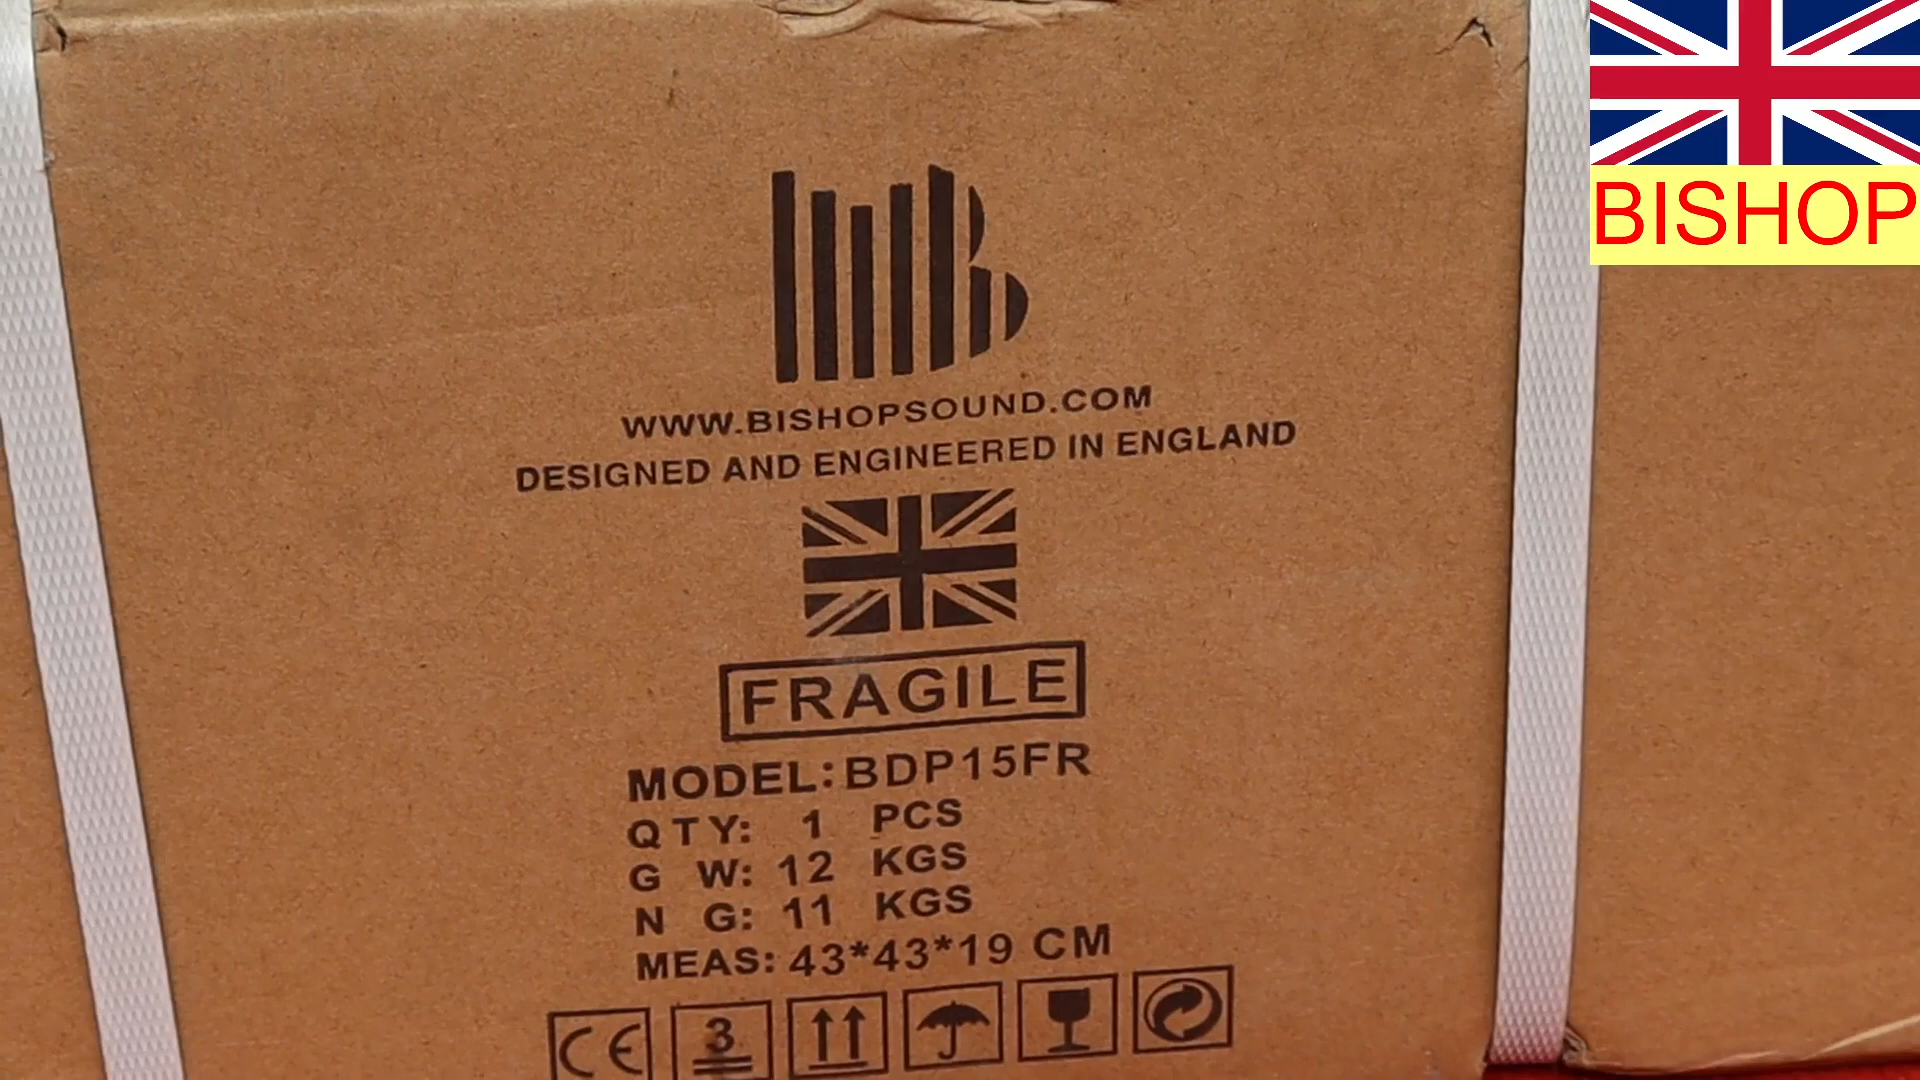 BISHOP
WWW.BISHOPSOUND.COM
DESIGNED AND ENGINEERED IN ENGLAND
FRAGILE
MODEL:BDP15FR
QTY: 1 PCS
G W: 12 KGS
N G: 11 KGS
MEAS: 43*43*19 CM
CE 3